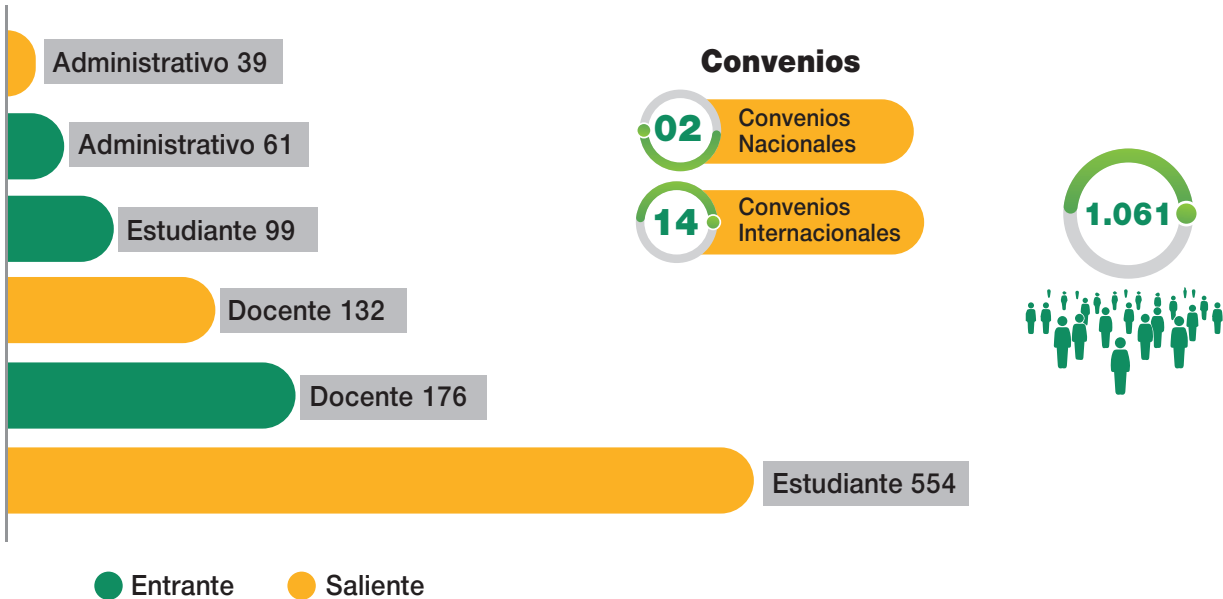 Administrativo 39
Administrativo 61
Estudiante 99
Docente 132
Docente 176
Estudiante 554
Entrante
Saliente
Convenios
02
Convenios
Nacionales
14
Convenios
Internacionales
1.061